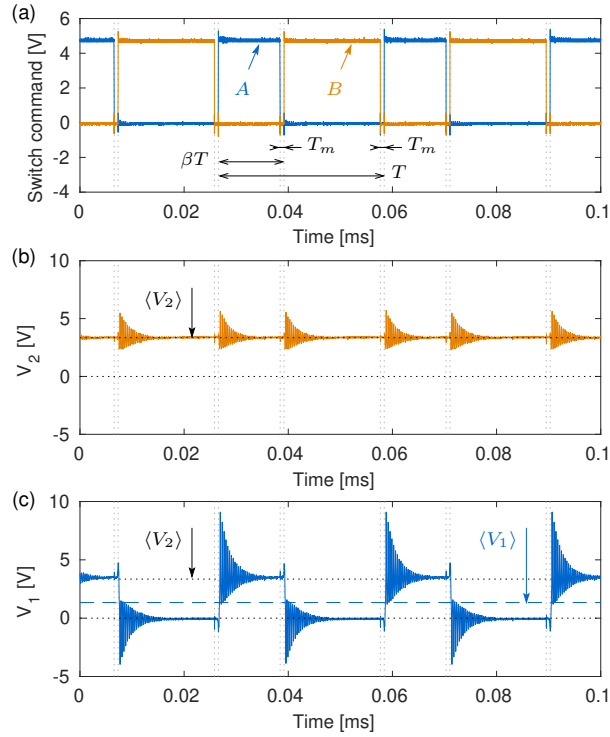 (a)
Switch command [V]
6
4
2
0
-2
-4
A
B
T_m
T_m
βT
T
0 0.02 0.04 0.06 0.08 0.1
Time [ms]
(b)
V_2 [V]
10
5
0
-5
⟨V_2⟩
0 0.02 0.04 0.06 0.08 0.1
Time [ms]
(c)
V_1 [V]
10
5
0
-5
⟨V_2⟩
⟨V_1⟩
0 0.02 0.04 0.06 0.08 0.1
Time [ms]